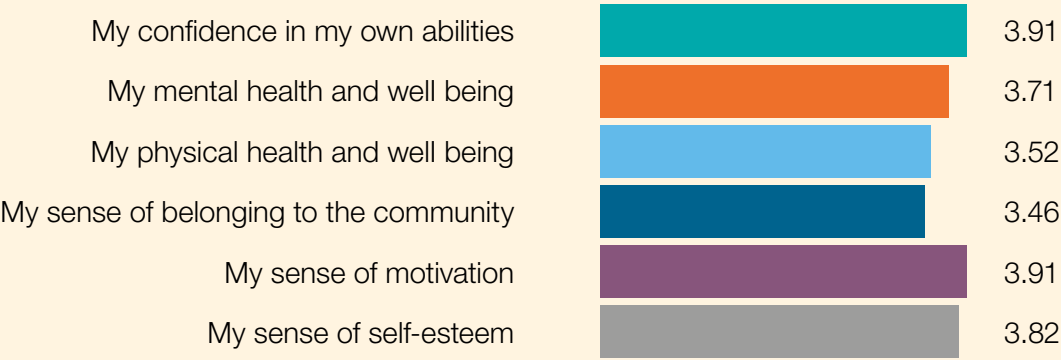 My confidence in my own abilities 3.91
My mental health and well being 3.71
My physical health and well being 3.52
My sense of belonging to the community 3.46
My sense of motivation 3.91
My sense of self-esteem 3.82